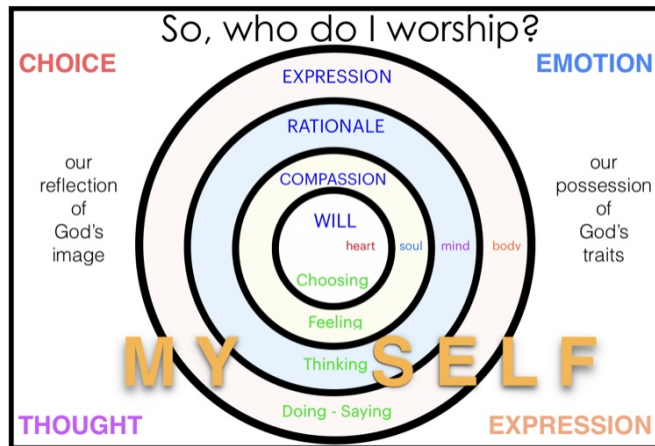 So, who do I worship?
CHOICE
EMOTION
EXPRESSION
RATIONALE
COMPASSION
WILL
our
reflection
of
God's
image
our
possession
of
God's
traits
heart soul mind body
Choosing
Feeling
Thinking
Doing - Saying
MY SELF
THOUGHT
EXPRESSION